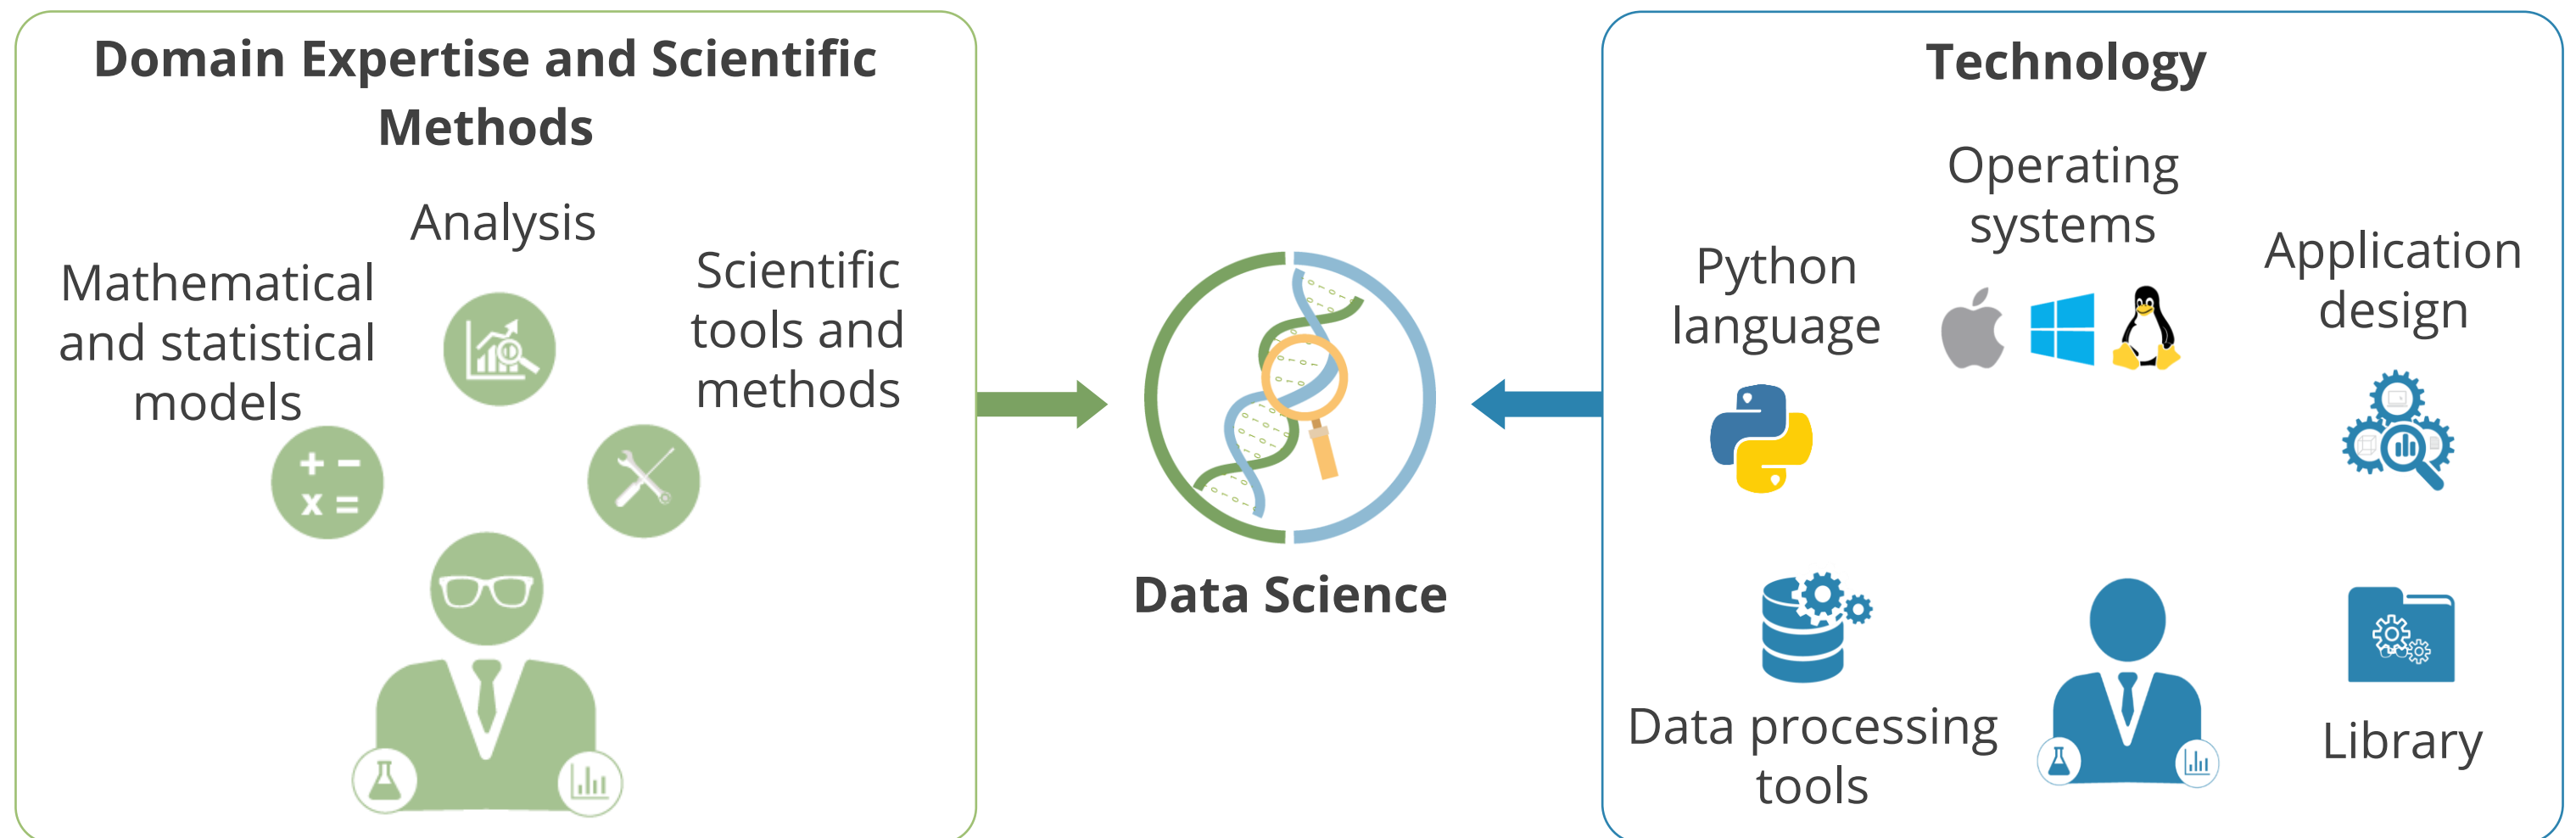 Domain Expertise and Scientific
Methods
Analysis
Mathematical
and statistical
models
Scientific
tools and
methods
+ −
x =
Data Science
Technology
Operating
systems
Python
language
Application
design
Data processing
tools
Library